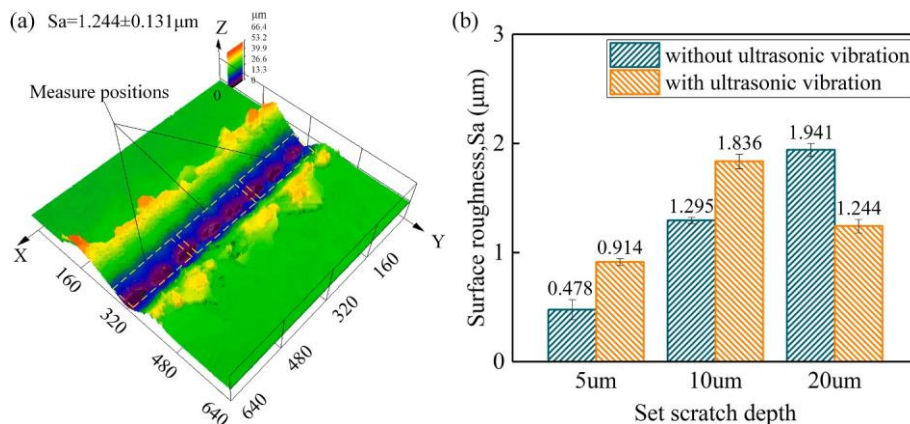 (a) Sa=1.244±0.131μm
Z
μm
66.4
53.2
39.9
26.6
13.3
0
0
Measure positions
X
Y
160
320
480
640
640
480
320
160
(b)
Surface roughness,Sa (μm)
3
2
1
0
without ultrasonic vibration
with ultrasonic vibration
0.478
0.914
1.295
1.836
1.941
1.244
5um
10um
20um
Set scratch depth